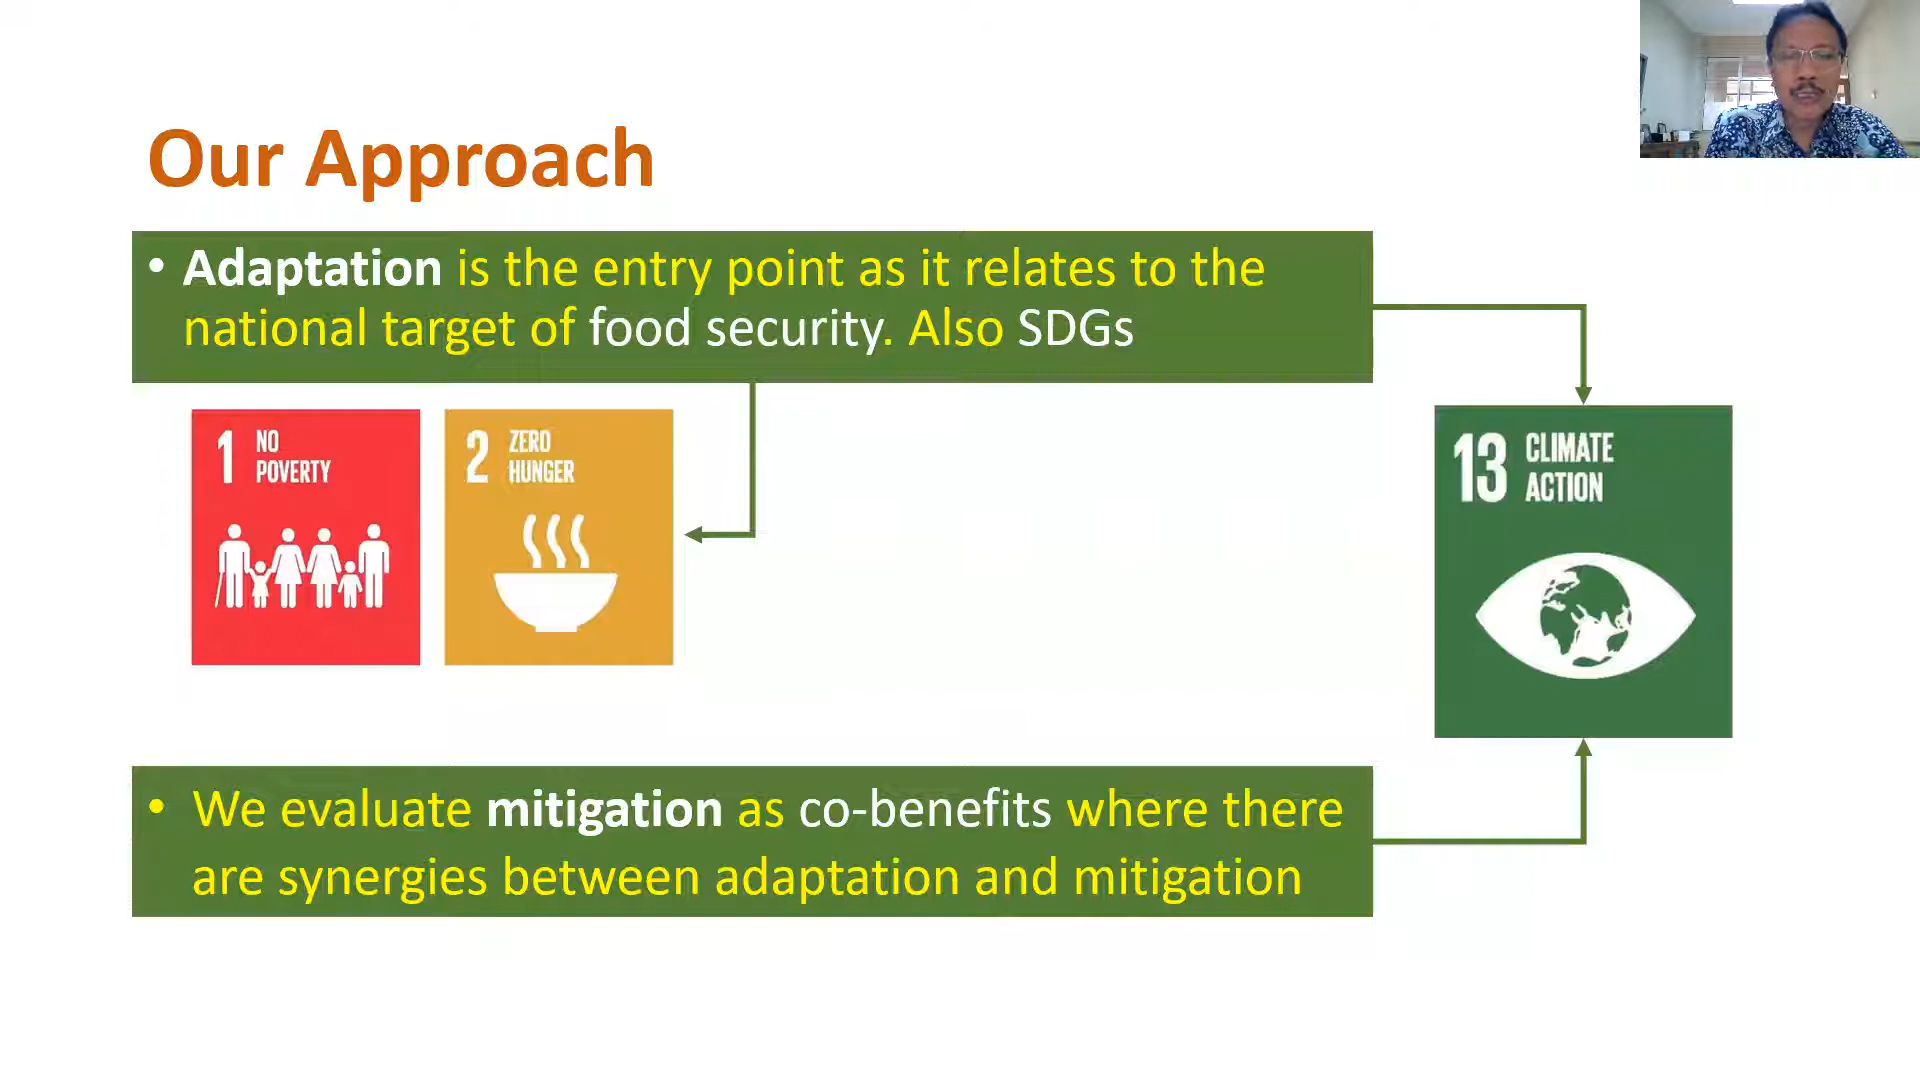 Our Approach
• Adaptation is the entry point as it relates to the
national target of food security. Also SDGs
1 NO
POVERTY
2 ZERO
HUNGER
13 CLIMATE
ACTION
• We evaluate mitigation as co-benefits where there
are synergies between adaptation and mitigation